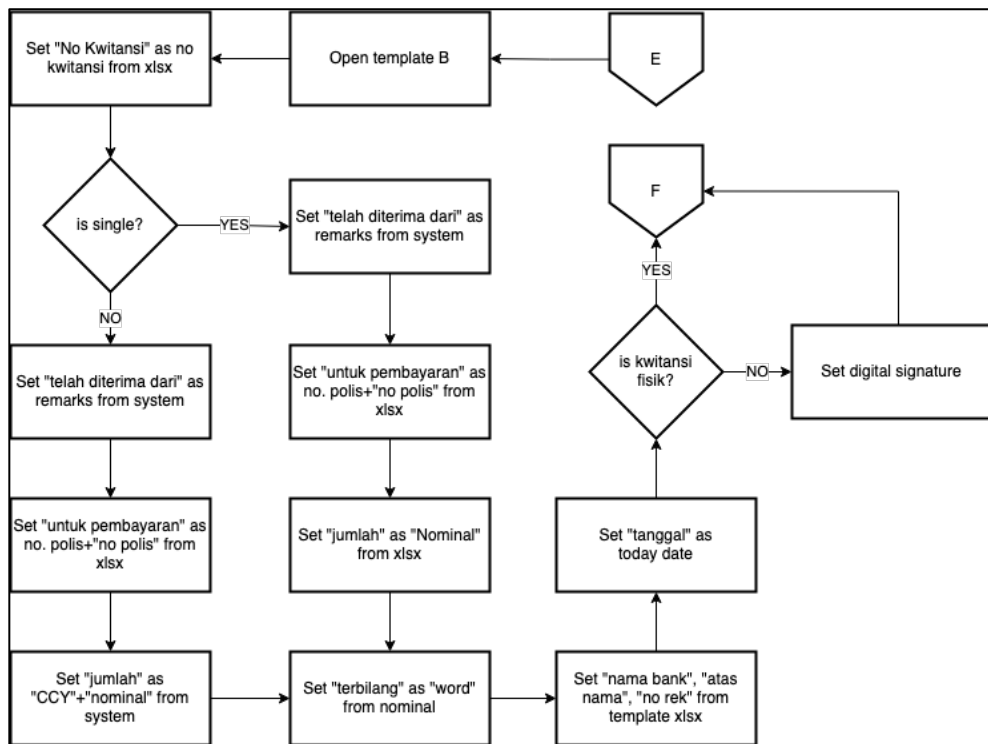 Set "No Kwitansi" as no
kwitansi from xlsx
Open template B
E
is single?
YES
NO
Set "telah diterima dari" as
remarks from system
F
YES
is kwitansi
fisik?
NO
Set digital signature
Set "telah diterima dari" as
remarks from system
Set "untuk pembayaran" as
no. polis+"no polis" from
xlsx
Set "untuk pembayaran" as
no. polis+"no polis" from
xlsx
Set "jumlah" as "Nominal"
from xlsx
Set "tanggal" as
today date
Set "jumlah" as
"CCY"+"nominal" from
system
Set "terbilang" as "word"
from nominal
Set "nama bank", "atas
nama", "no rek" from
template xlsx